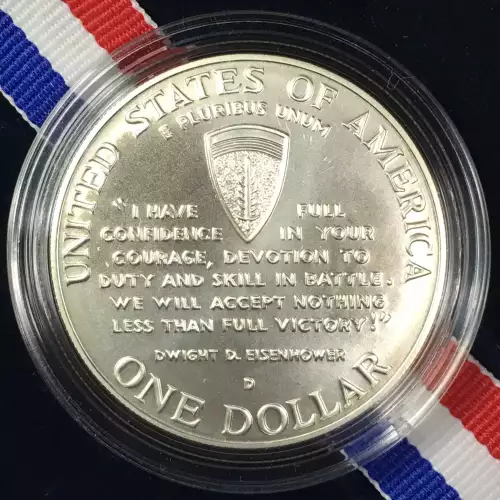 UNITED STATES OF AMERICA
E PLURIBUS UNUM
"I HAVE FULL
CONFIDENCE IN YOUR
COURAGE, DEVOTION TO
DUTY AND SKILL IN BATTLE.
WE WILL ACCEPT NOTHING
LESS THAN FULL VICTORY!"
DWIGHT D. EISENHOWER
D
ONE DOLLAR